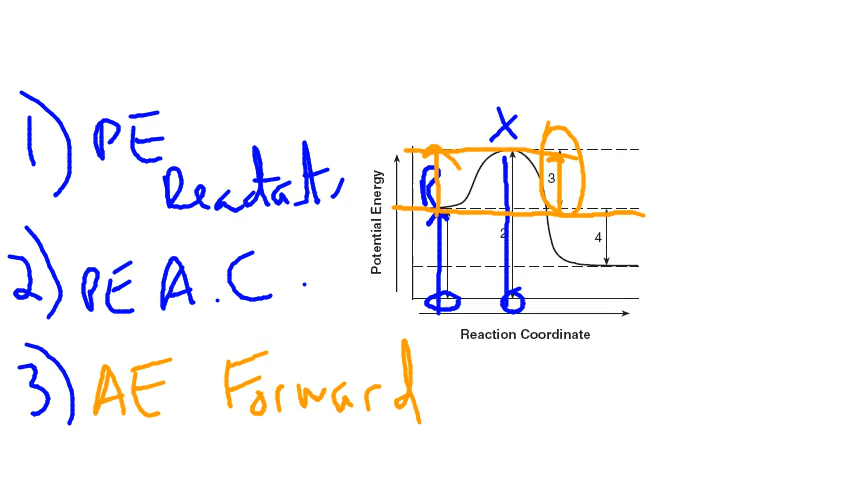 1) PE
Reactants
2) PE A.C.
3) AE Forward
X
R
3
2
4
Potential Energy
Reaction Coordinate